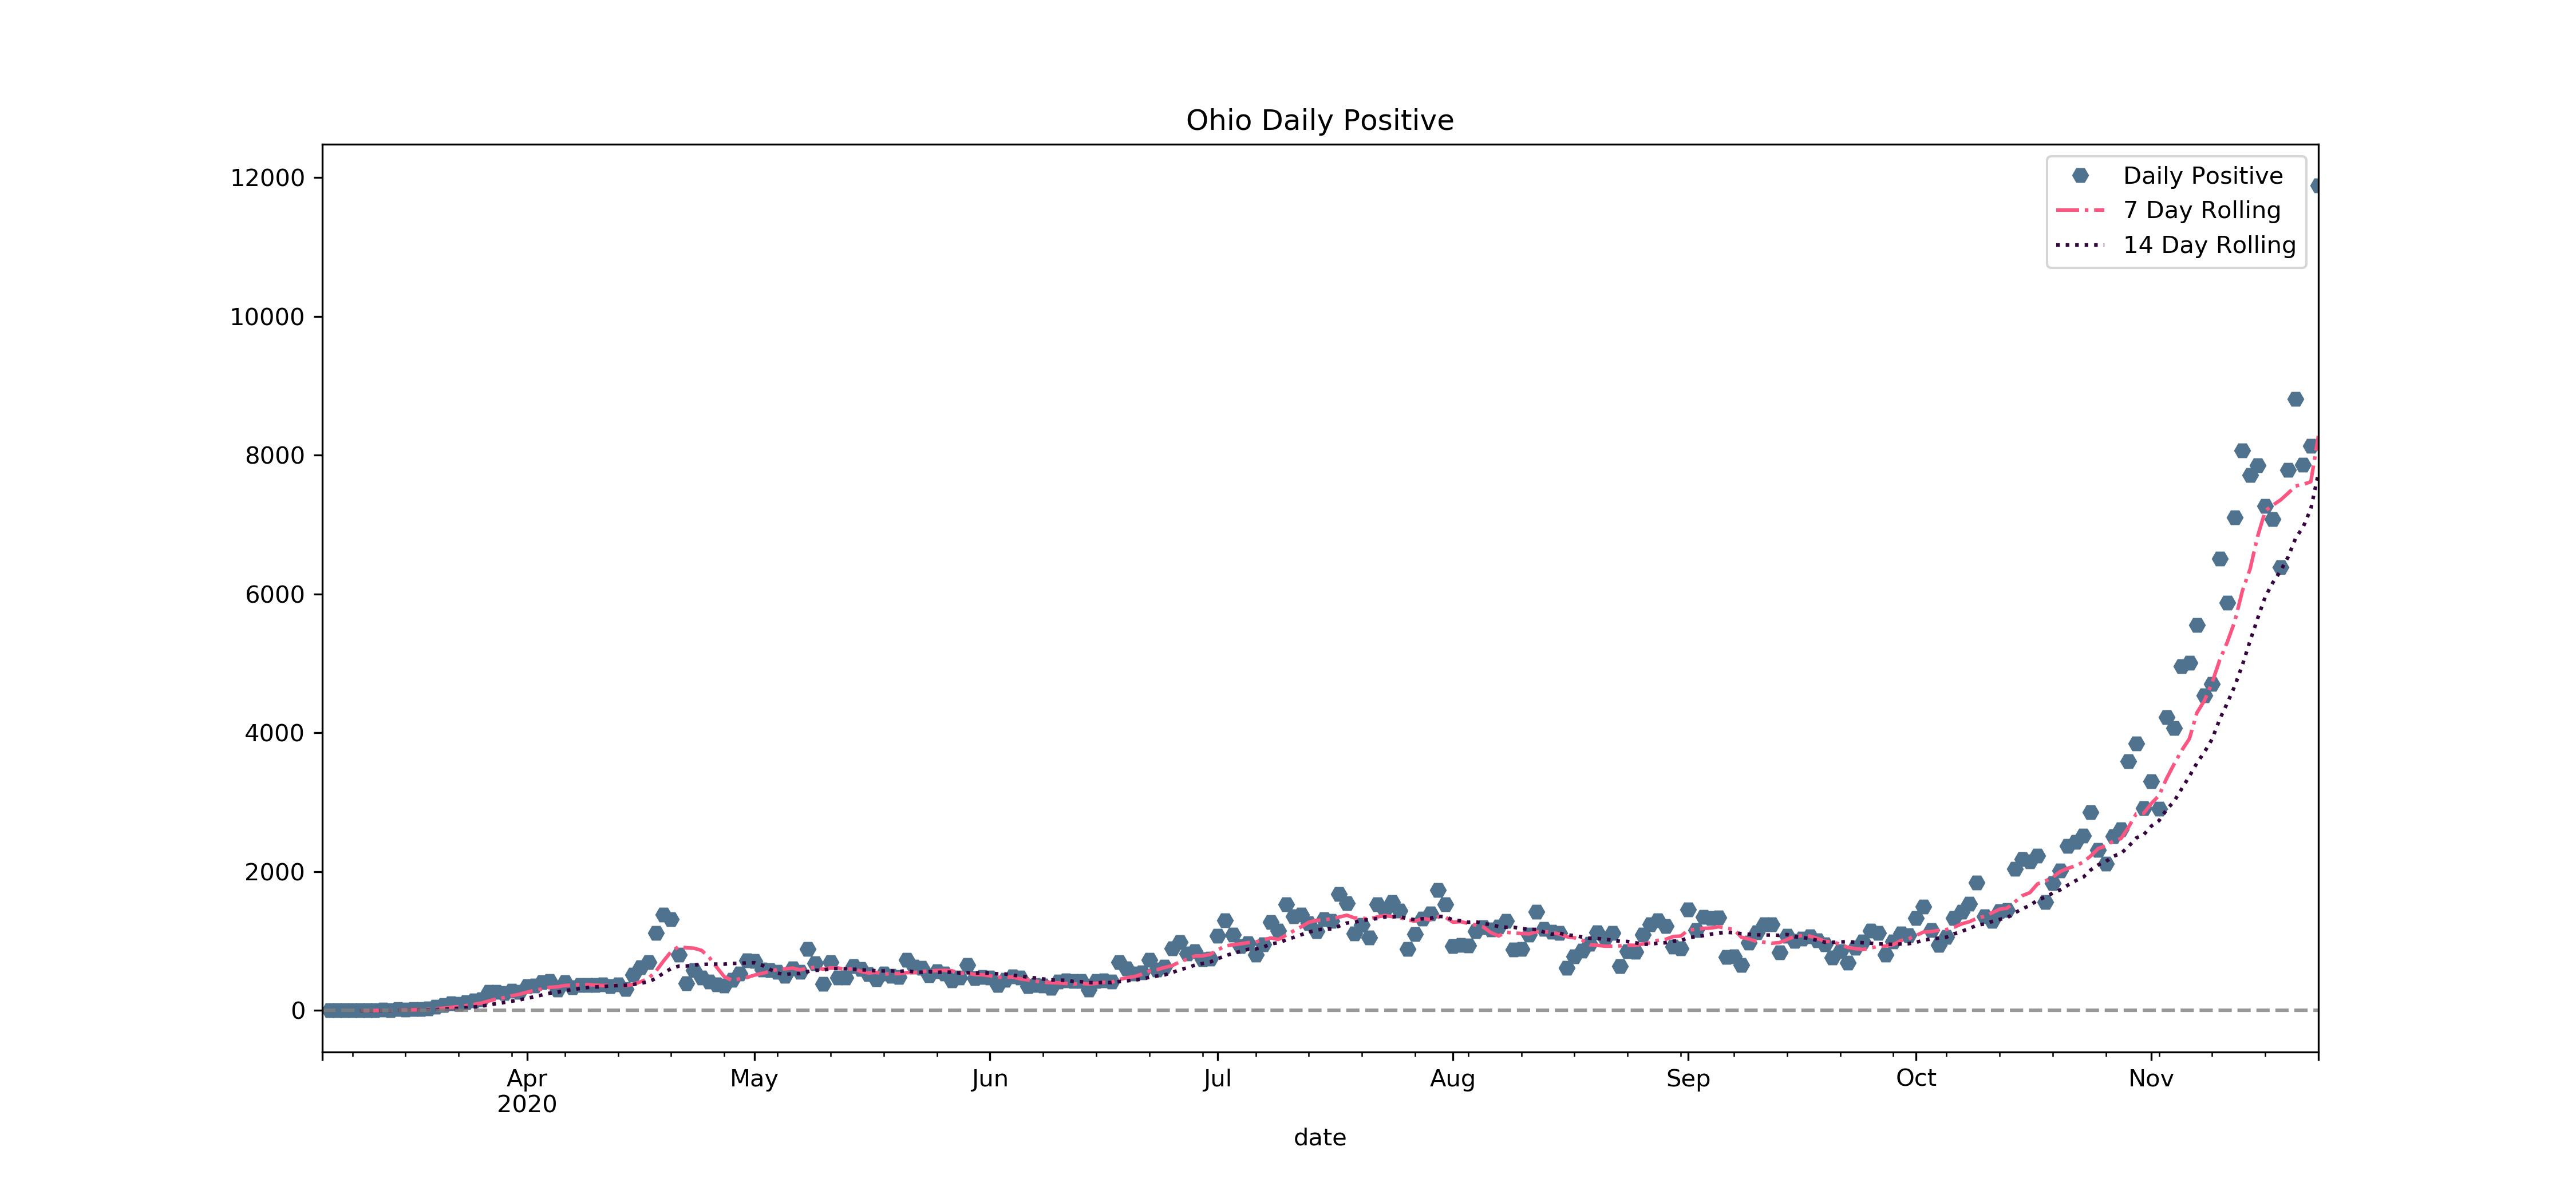 Ohio Daily Positive
12000
10000
8000
6000
4000
2000
0
Daily Positive
7 Day Rolling
14 Day Rolling
Apr May Jun Jul Aug Sep Oct Nov
2020
date